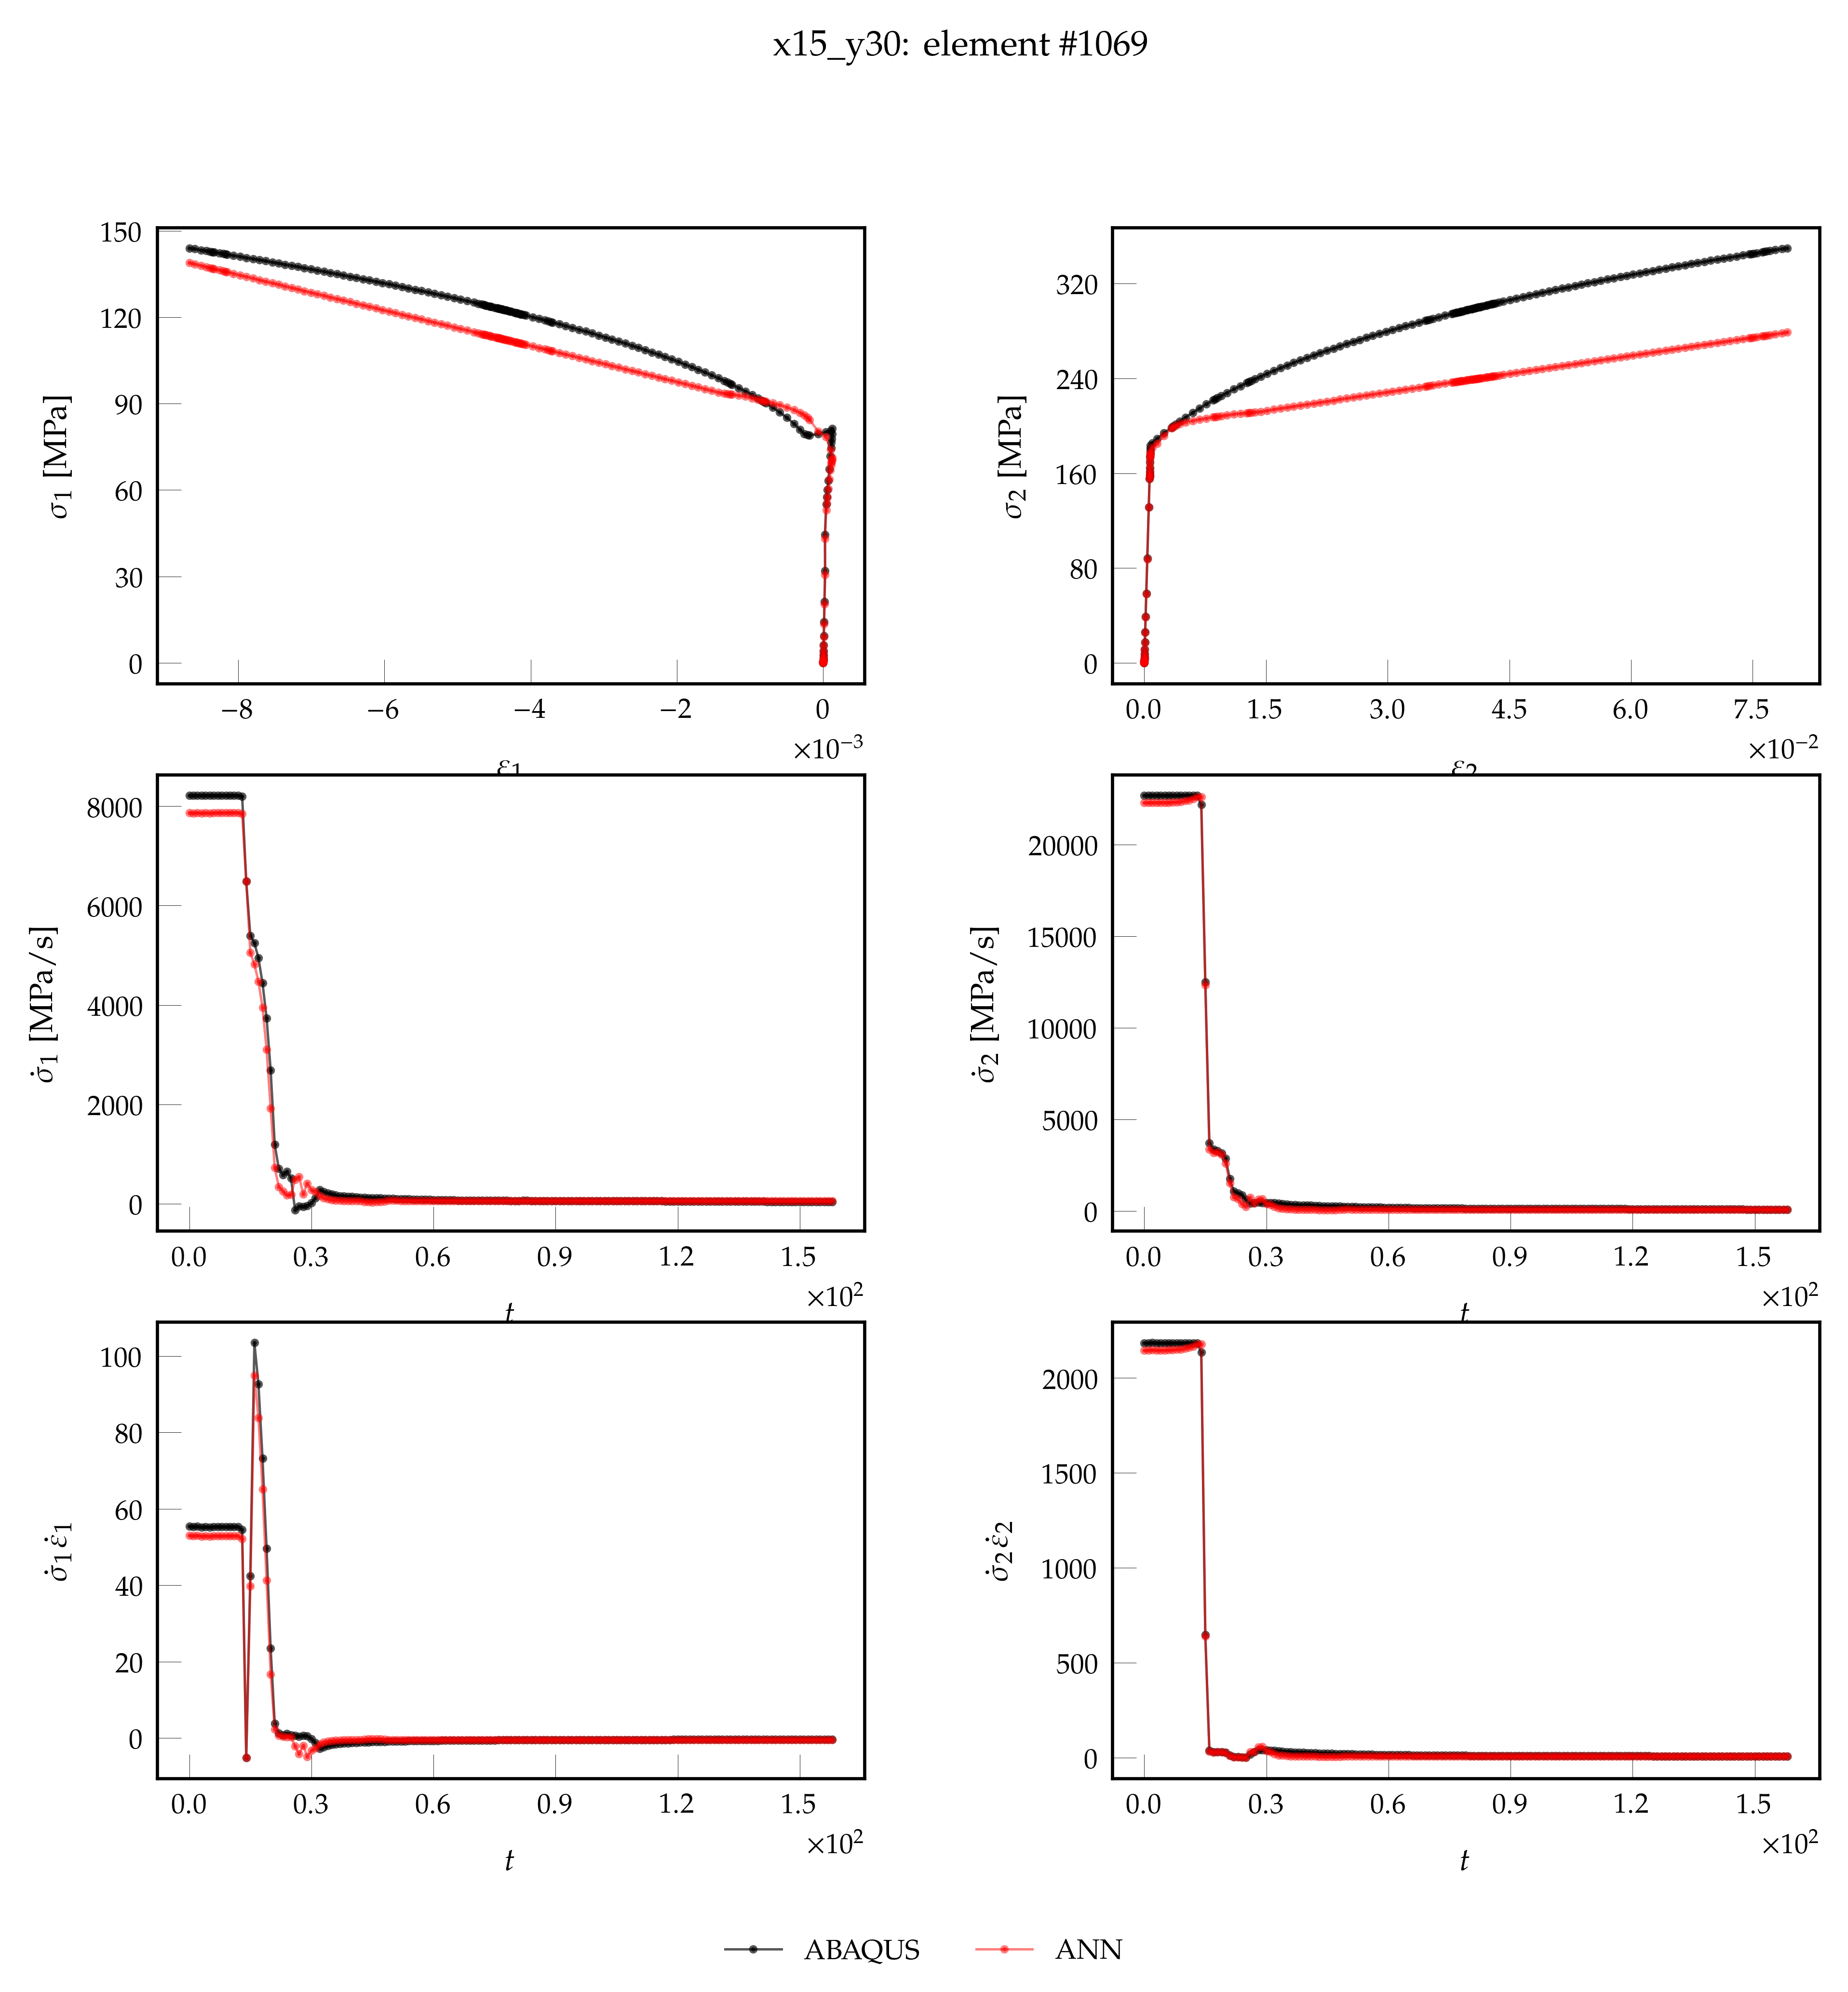 x15_y30: element #1069
150
120
90
60
30
0
σ₁ [MPa]
−8 −6 −4 −2 0
×10⁻³
ε₁
320
240
160
80
0
σ₂ [MPa]
0.0 1.5 3.0 4.5 6.0 7.5
×10⁻²
ε₂
8000
6000
4000
2000
0
σ̇₁ [MPa/s]
0.0 0.3 0.6 0.9 1.2 1.5
×10²
t
20000
15000
10000
5000
0
σ̇₂ [MPa/s]
0.0 0.3 0.6 0.9 1.2 1.5
×10²
t
100
80
60
40
20
0
σ̇₁ε̇₁
0.0 0.3 0.6 0.9 1.2 1.5
×10²
t
2000
1500
1000
500
0
σ̇₂ε̇₂
0.0 0.3 0.6 0.9 1.2 1.5
×10²
t
ABAQUS ANN